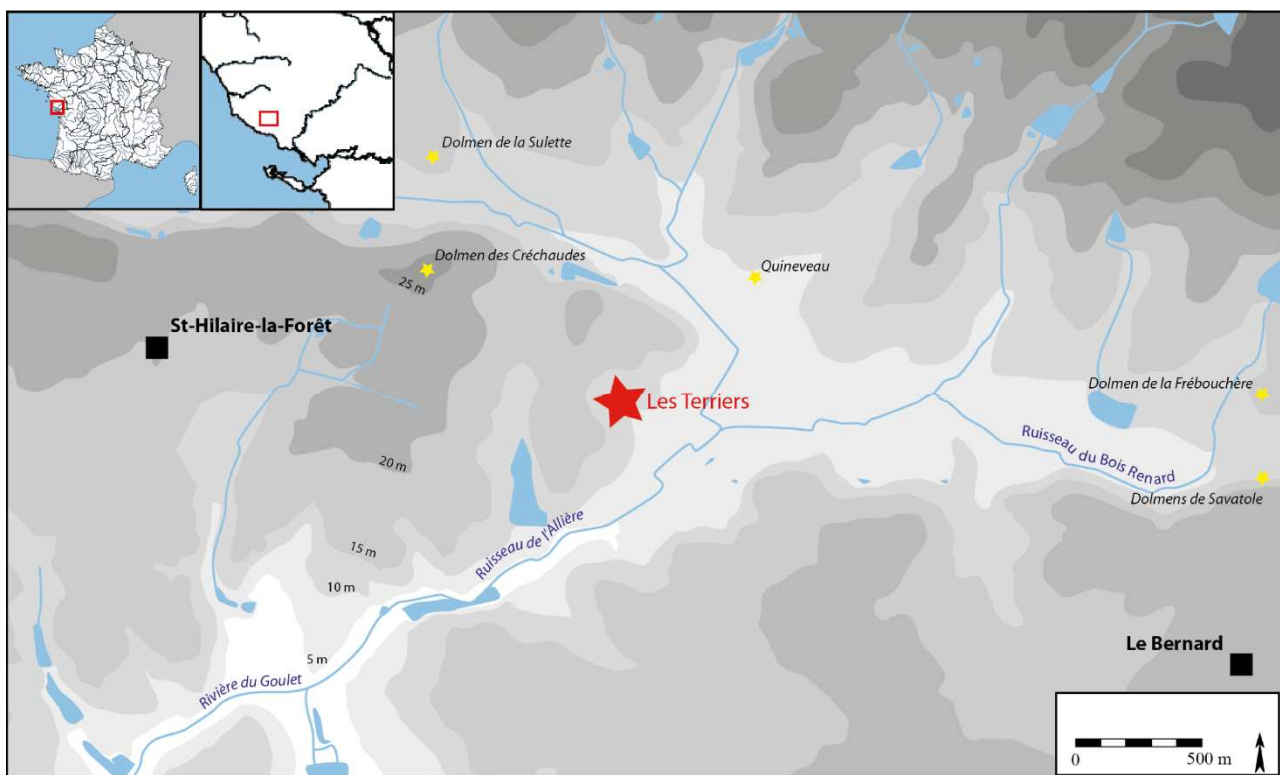 Dolmen de la Sulette
Dolmen des Créchaudes
25 m
Quineveau
St-Hilaire-la-Forêt
Les Terriers
Dolmen de la Frébouchère
20 m
Ruisseau du Bois Renard
Dolmens de Savatole
Ruisseau de l'Allière
15 m
10 m
5 m
Le Bernard
Rivière du Goulet
0
500 m